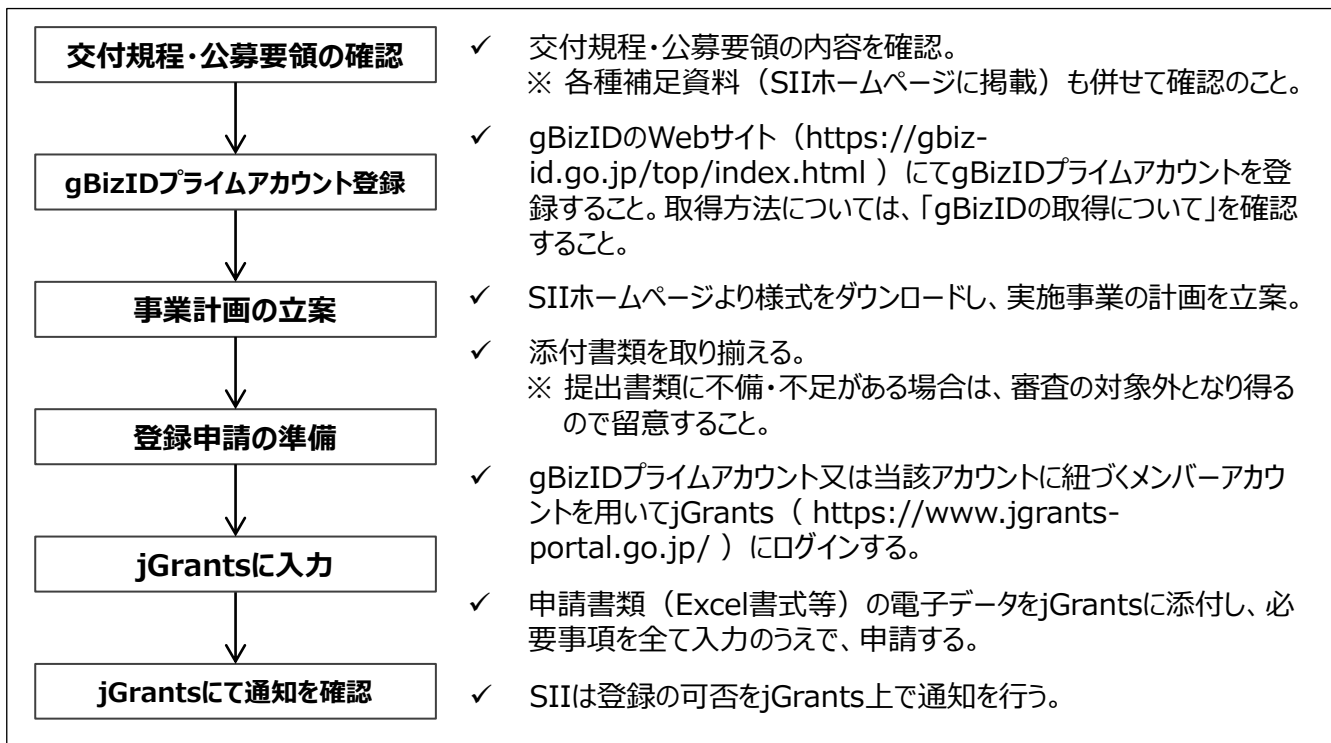 交付規程・公募要領の確認
✓ 交付規程・公募要領の内容を確認。
※ 各種補足資料（SIIホームページに掲載）も併せて確認のこと。
gBizIDプライムアカウント登録
✓ gBizIDのWebサイト（https://gbiz-
id.go.jp/top/index.html ）にてgBizIDプライムアカウントを登
録すること。取得方法については、「gBizIDの取得について」を確認
すること。
事業計画の立案
✓ SIIホームページより様式をダウンロードし、実施事業の計画を立案。
登録申請の準備
✓ 添付書類を取り揃える。
※ 提出書類に不備・不足がある場合は、審査の対象外となり得る
ので留意すること。
jGrantsに入力
✓ gBizIDプライムアカウント又は当該アカウントに紐づくメンバーアカウ
ントを用いてjGrants（ https://www.jgrants-
portal.go.jp/ ）にログインする。
✓ 申請書類（Excel書式等）の電子データをjGrantsに添付し、必
要事項を全て入力のうえで、申請する。
jGrantsにて通知を確認
✓ SIIは登録の可否をjGrants上で通知を行う。